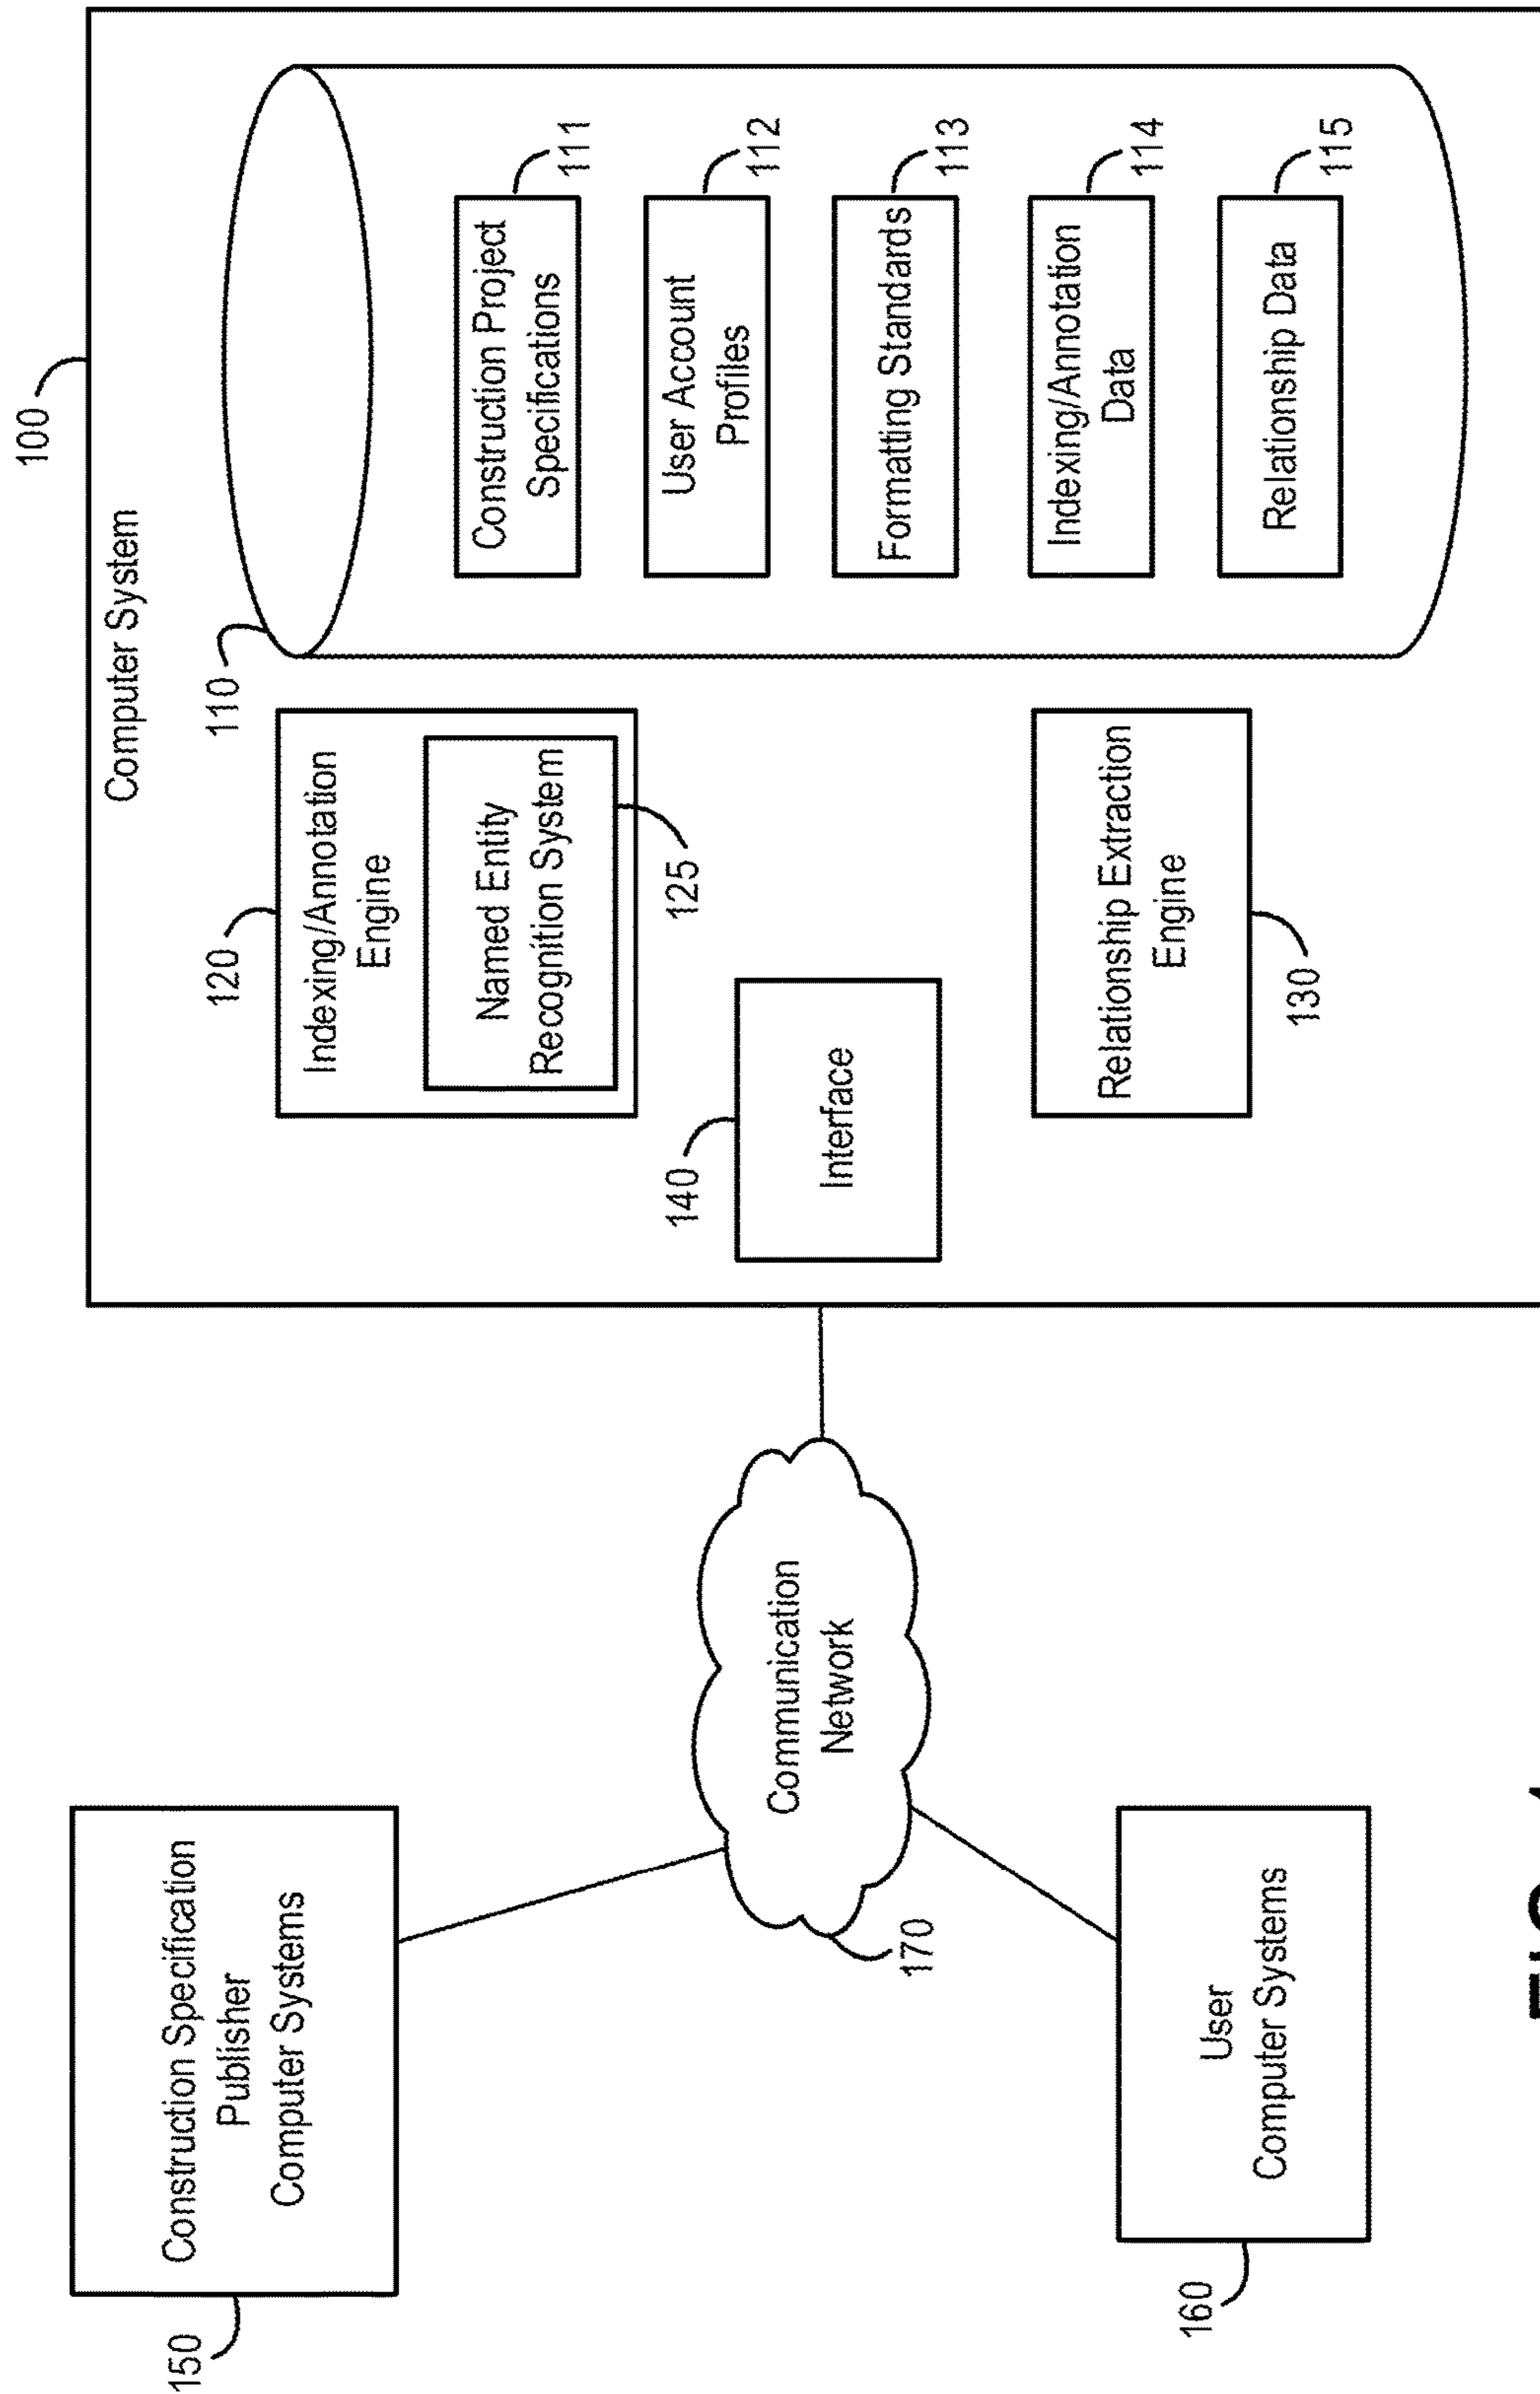 150
Construction Specification
Publisher
Computer Systems
160
User
Computer Systems
170
Communication
Network
100
Computer System
120
Indexing/Annotation
Engine
Named Entity
Recognition System
125
140
Interface
Relationship Extraction
Engine
130
110
Construction Project
Specifications
111
User Account
Profiles
112
Formatting Standards
113
Indexing/Annotation
Data
114
Relationship Data
115